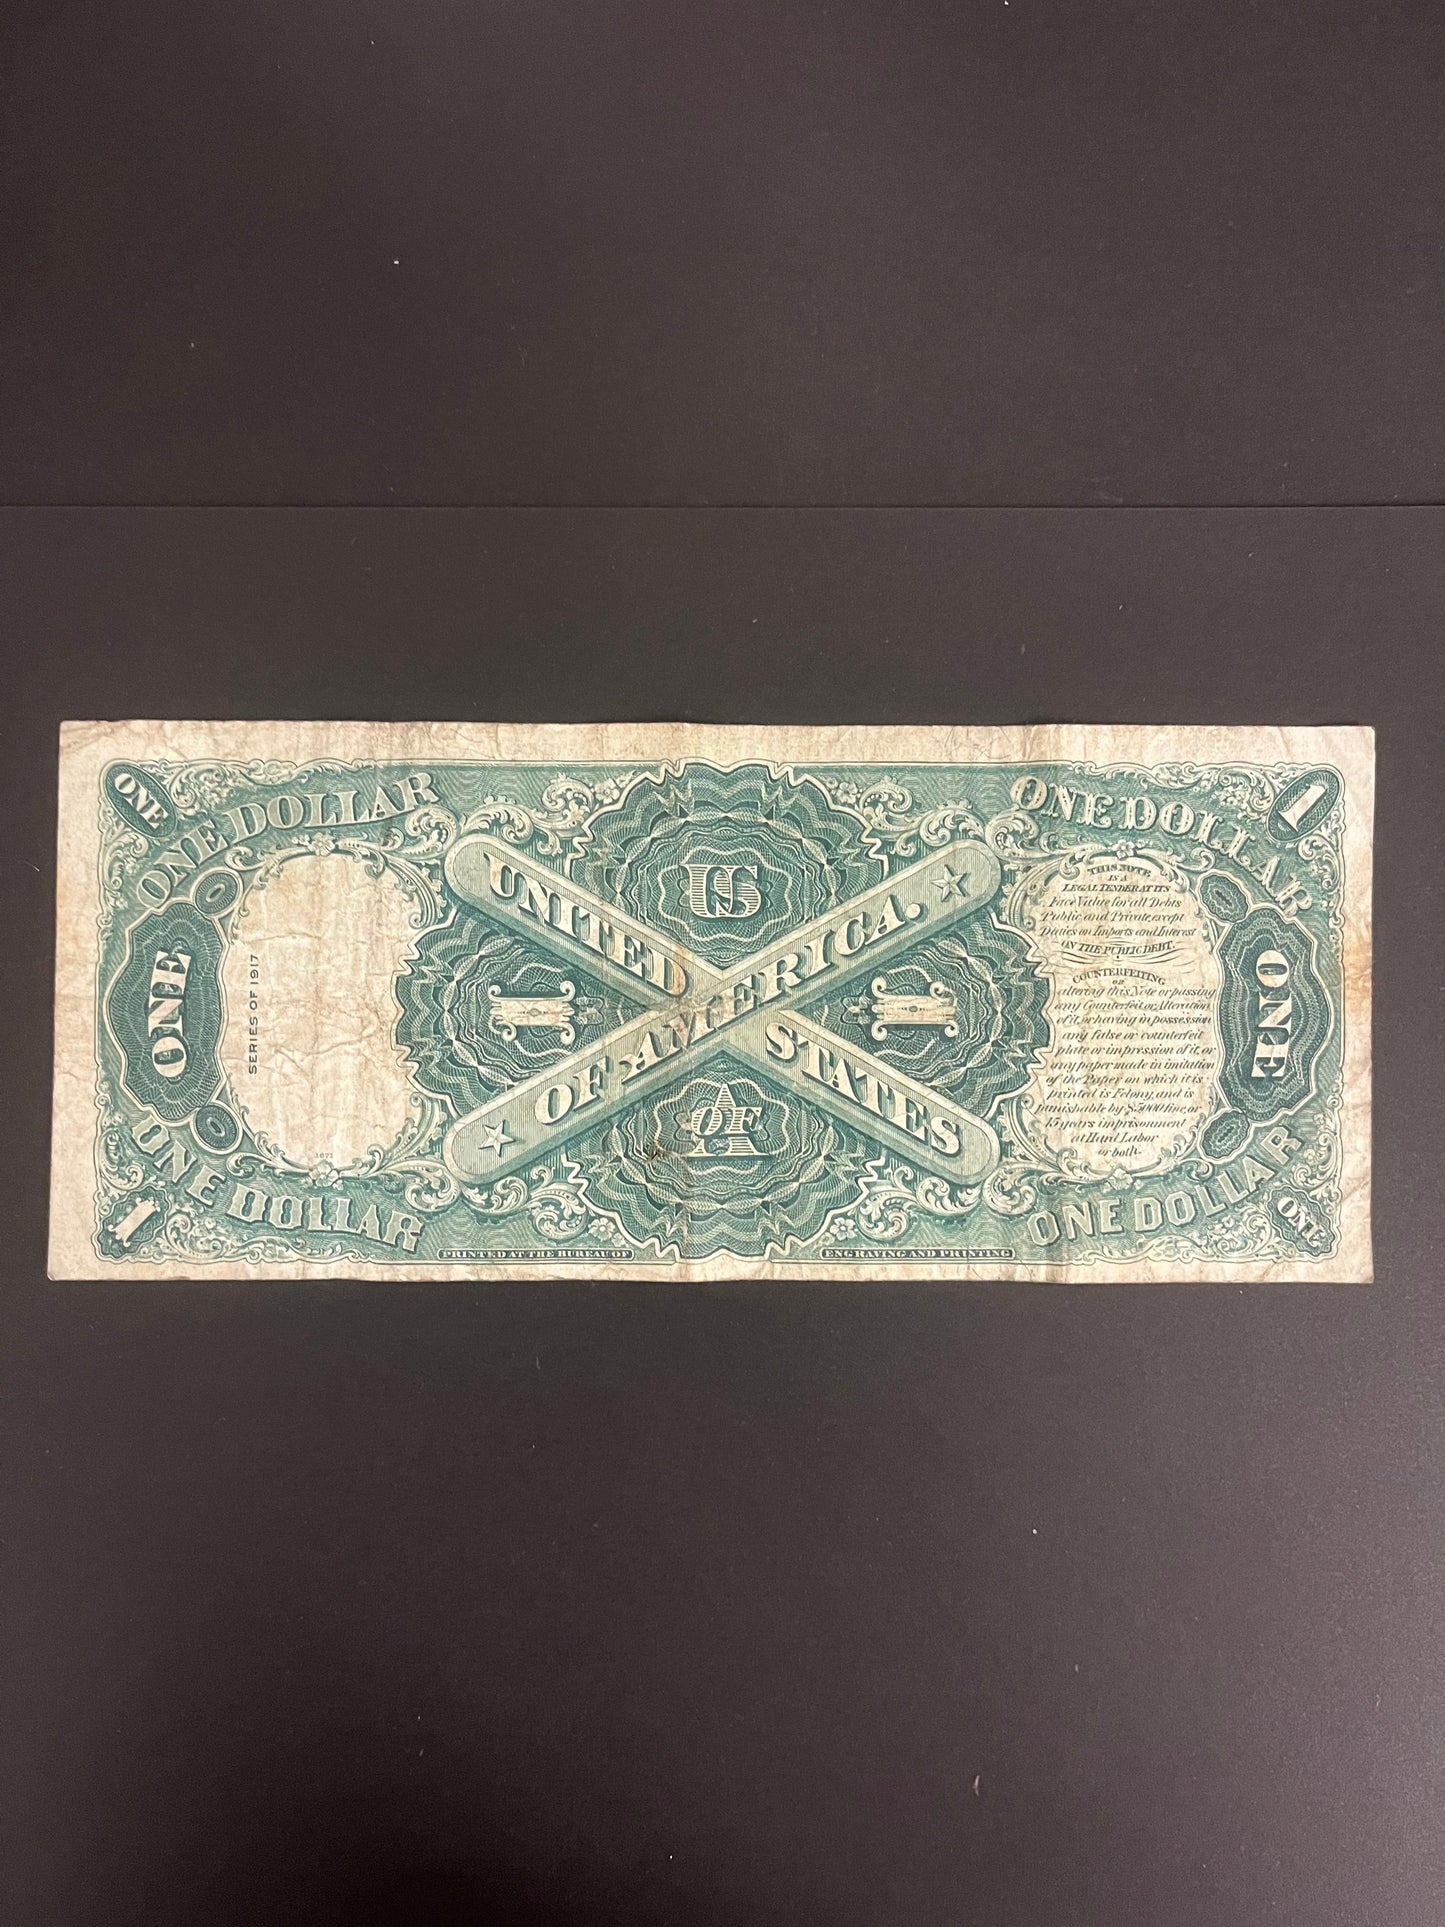 ONE
ONE DOLLAR
ONE
SERIES OF 1917
1871
ONE DOLLAR
1
US
UNITED STATES
OF AMERICA.
1
1
OF
A
PRINTED AT THE BUREAU OF
ENGRAVING AND PRINTING
ONE DOLLAR
1
THIS NOTE
IS A
LEGAL TENDER AT ITS
Face Value for all Debts
Public and Private, except
Duties on Imports and Interest
ON THE PUBLIC DEBT.
COUNTERFEITING
OR
altering this Note or passing
any Counterfeit or Alteration
of it, or having in possession
any false or counterfeit
plate or impression of it, or
any paper made in imitation
of the Paper on which it is
printed is Felony, and is
punishable by $5000 fine, or
15 years imprisonment
at Hard Labor
or both.
ONE
ONE DOLLAR
ONE